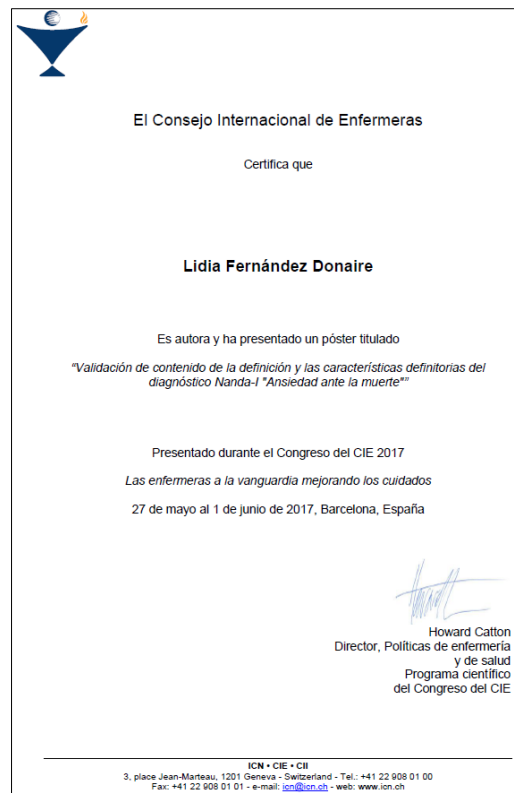 El Consejo Internacional de Enfermeras
Certifica que
Lidia Fernández Donaire
Es autora y ha presentado un póster titulado
"Validación de contenido de la definición y las características definitorias del
diagnóstico Nanda-I "Ansiedad ante la muerte""
Presentado durante el Congreso del CIE 2017
Las enfermeras a la vanguardia mejorando los cuidados
27 de mayo al 1 de junio de 2017, Barcelona, España
Howard Catton
Director, Políticas de enfermería
y de salud
Programa científico
del Congreso del CIE
ICN • CIE • CII
3, place Jean-Marteau, 1201 Geneva - Switzerland - Tel.: +41 22 908 01 00
Fax: +41 22 908 01 01 - e-mail: icn@icn.ch - web: www.icn.ch